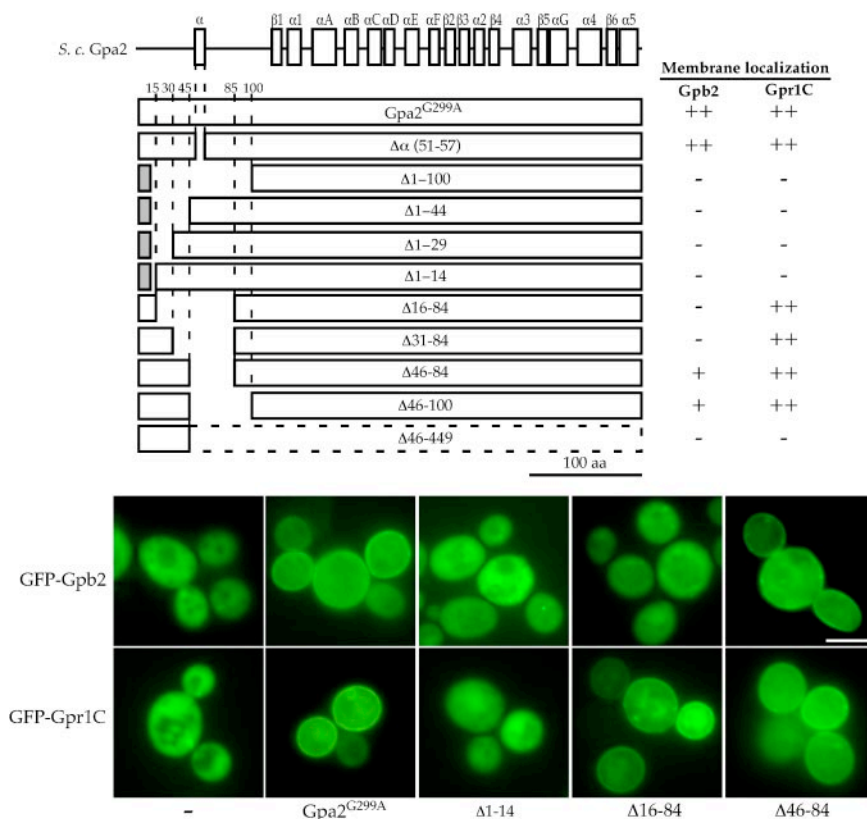 α β1 α1 αA αB αC αD αE αF β2 β3 α2 β4 α3 β5 αG α4 β6 α5
S. c. Gpa2
Membrane localization
15 30 45 85 100 Gpb2 Gpr1C
Gpa2G299A ++ ++
Δα (51-57) ++ ++
Δ1–100 - -
Δ1–44 - -
Δ1–29 - -
Δ1–14 - -
Δ16-84 - ++
Δ31-84 - ++
Δ46-84 + ++
Δ46-100 + ++
Δ46-449 - -
100 aa
GFP-Gpb2
GFP-Gpr1C
– Gpa2G299A Δ1-14 Δ16-84 Δ46-84